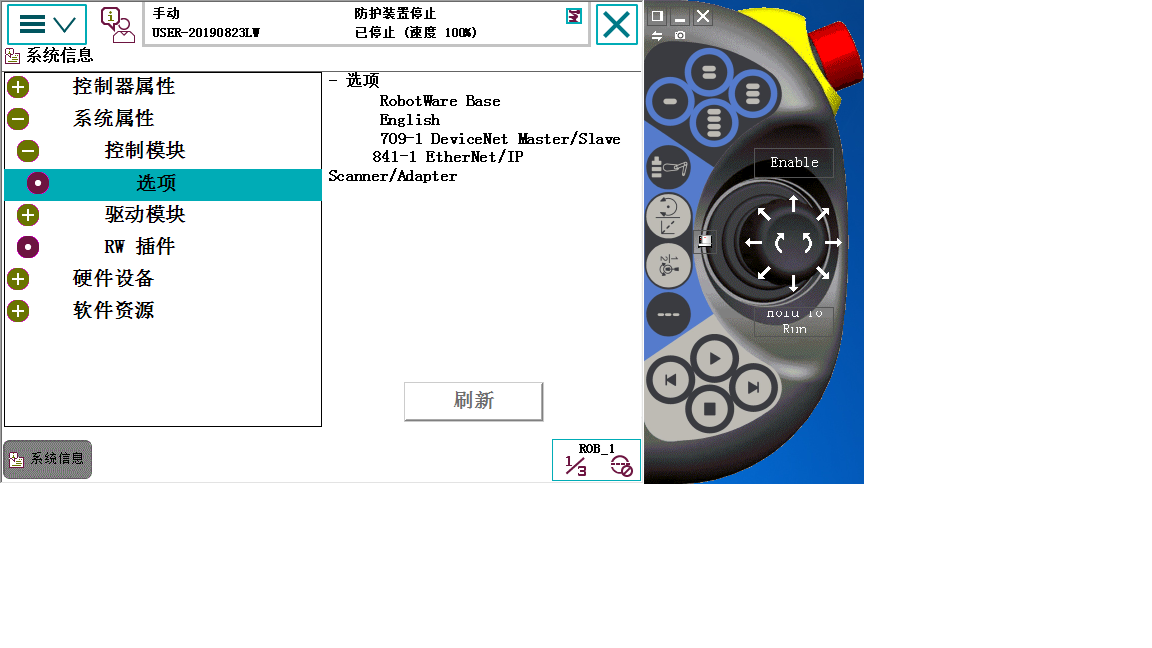 手动
防护装置停止
USER-20190823LW
已停止 (速度 100%)
系统信息
控制器属性
系统属性
控制模块
选项
驱动模块
RW 插件
硬件设备
软件资源
- 选项
RobotWare Base
English
709-1 DeviceNet Master/Slave
841-1 EtherNet/IP
Scanner/Adapter
刷新
系统信息
ROB_1
1/3
Enable
Hold To
Run